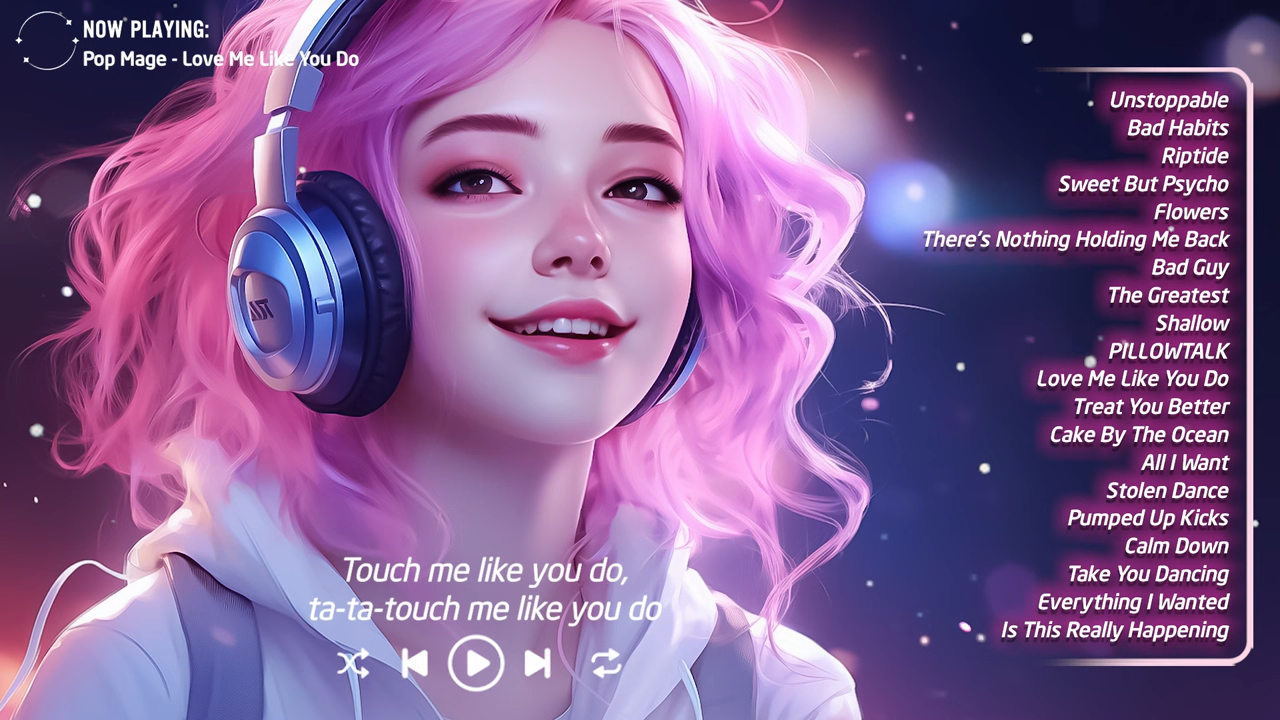 NOW PLAYING:
Pop Mage - Love Me Like You Do
Unstoppable
Bad Habits
Riptide
Sweet But Psycho
Flowers
There's Nothing Holding Me Back
Bad Guy
The Greatest
Shallow
PILLOWTALK
Love Me Like You Do
Treat You Better
Cake By The Ocean
All I Want
Stolen Dance
Pumped Up Kicks
Calm Down
Take You Dancing
Everything I Wanted
Is This Really Happening
Touch me like you do,
ta-ta-touch me like you do